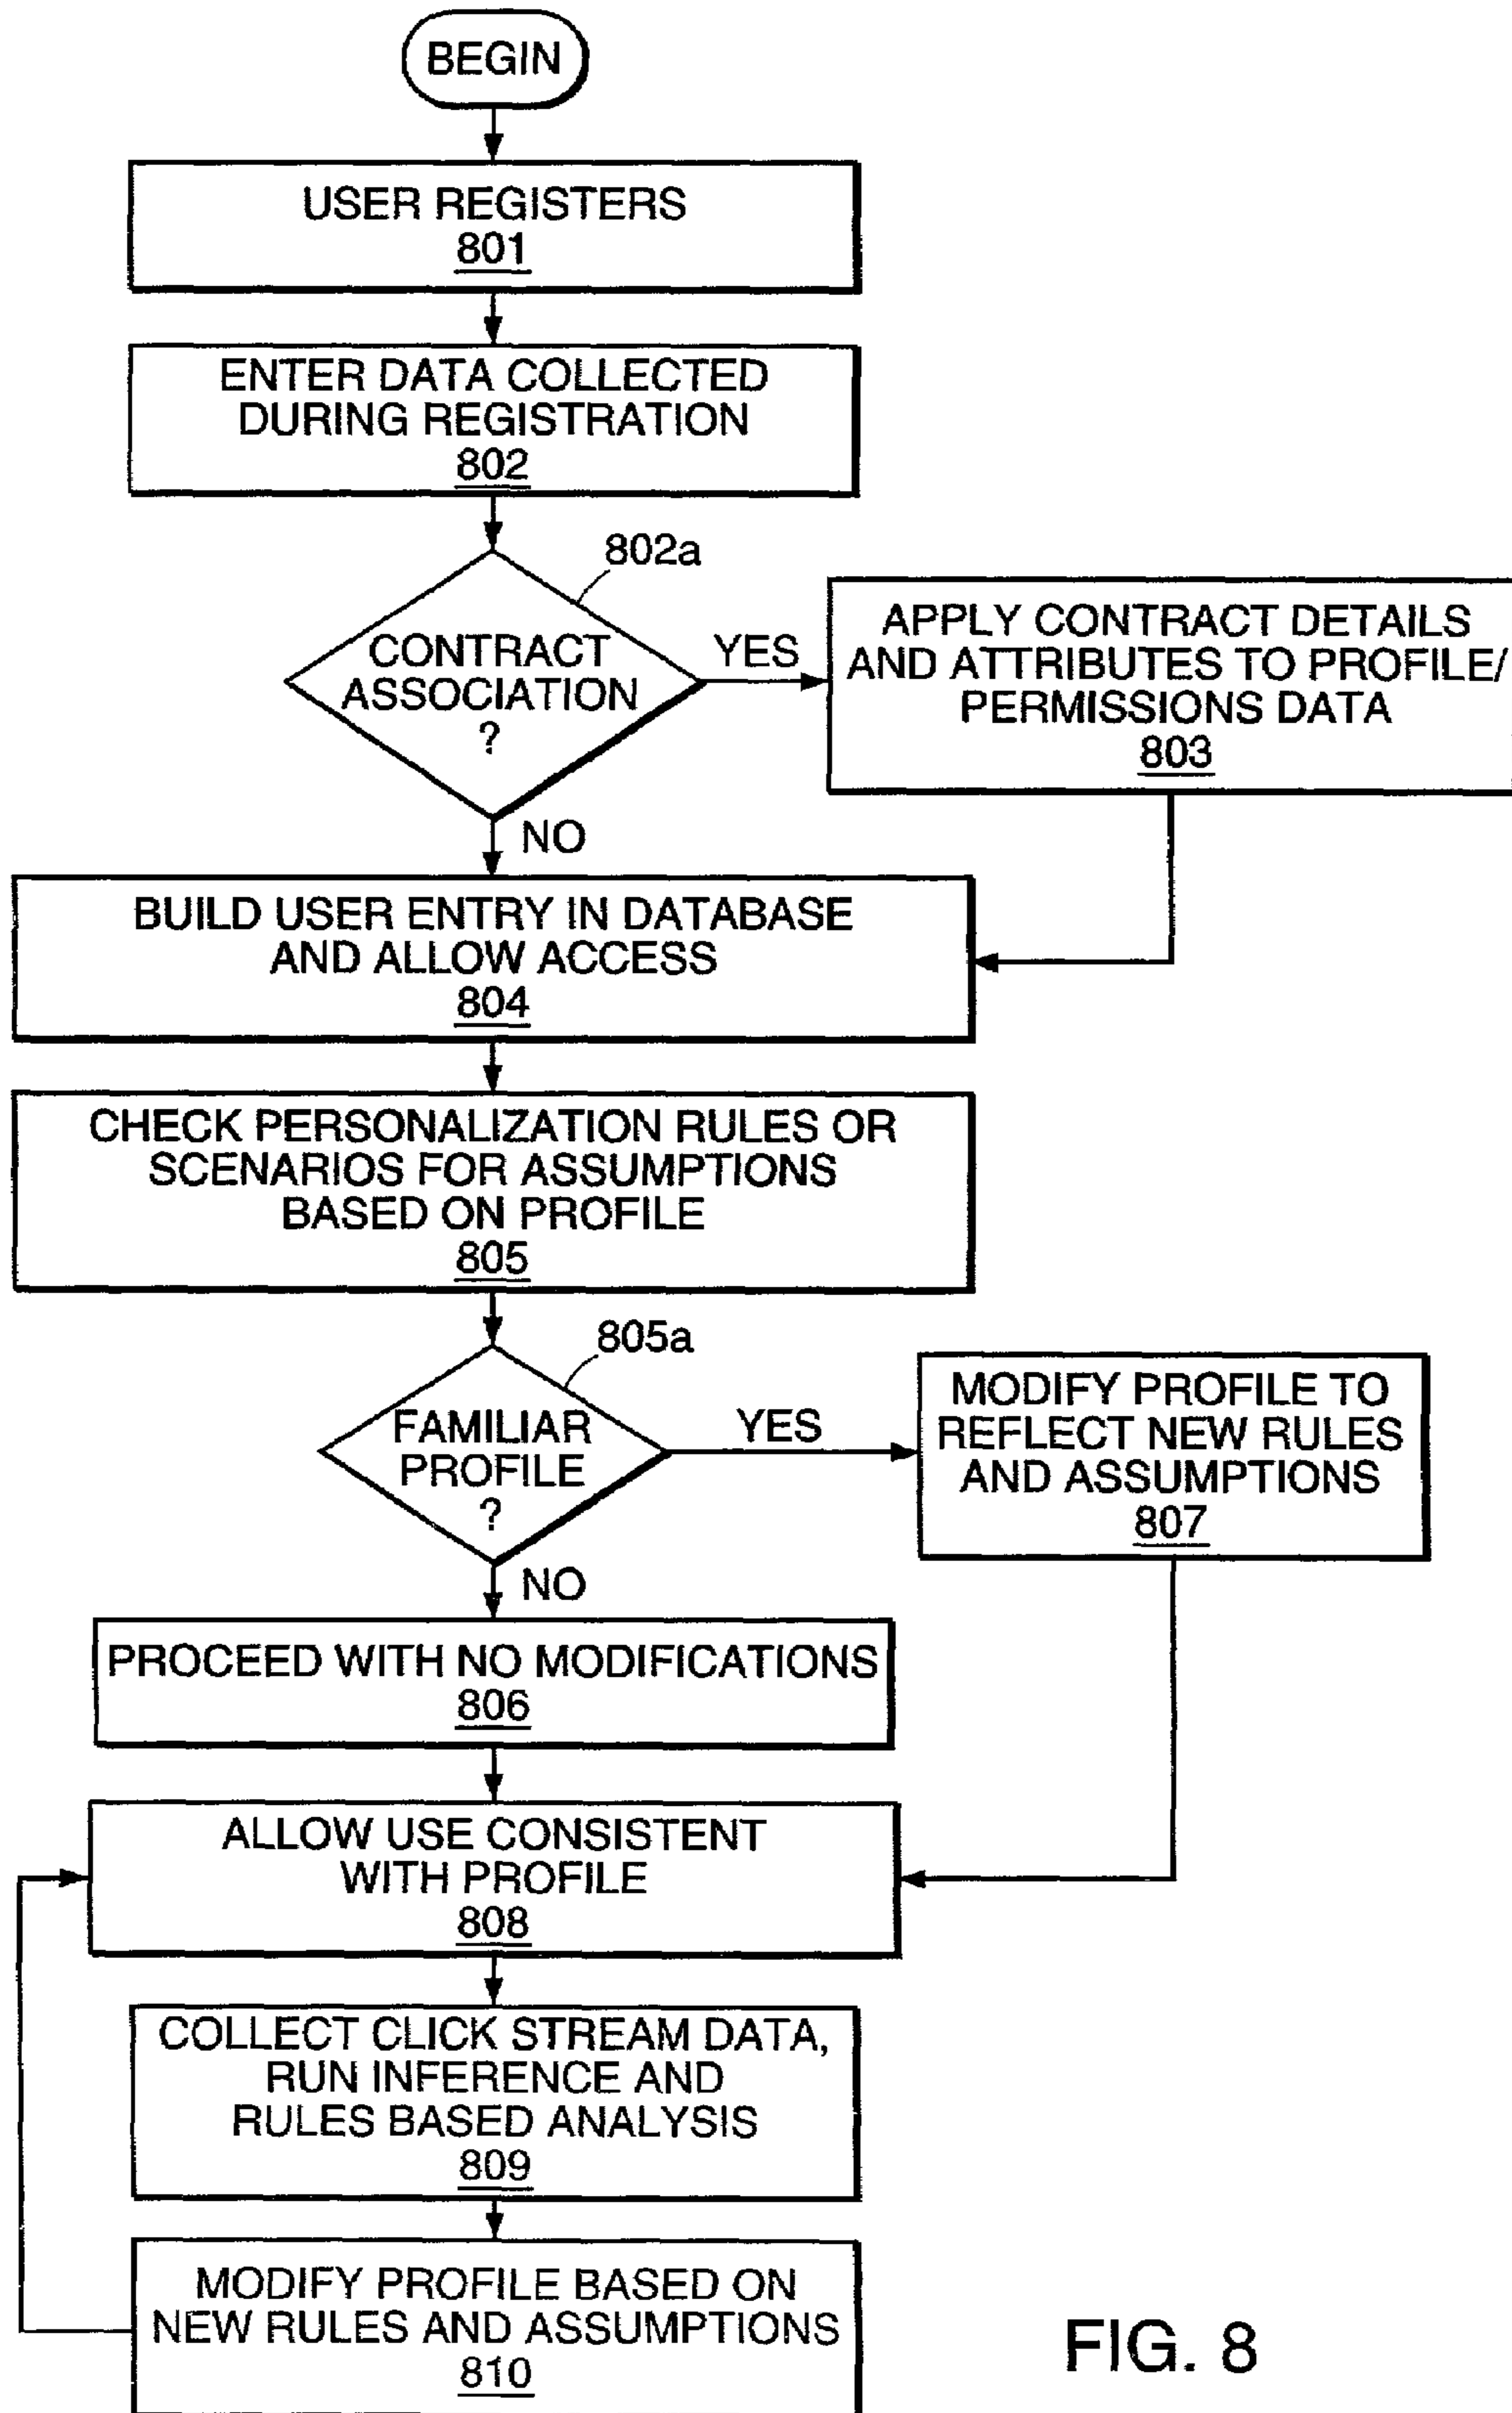 BEGIN
USER REGISTERS
801
ENTER DATA COLLECTED
DURING REGISTRATION
802
802a
CONTRACT
ASSOCIATION
?
YES
APPLY CONTRACT DETAILS
AND ATTRIBUTES TO PROFILE/
PERMISSIONS DATA
803
NO
BUILD USER ENTRY IN DATABASE
AND ALLOW ACCESS
804
CHECK PERSONALIZATION RULES OR
SCENARIOS FOR ASSUMPTIONS
BASED ON PROFILE
805
805a
FAMILIAR
PROFILE
?
YES
MODIFY PROFILE TO
REFLECT NEW RULES
AND ASSUMPTIONS
807
NO
PROCEED WITH NO MODIFICATIONS
806
ALLOW USE CONSISTENT
WITH PROFILE
808
COLLECT CLICK STREAM DATA,
RUN INFERENCE AND
RULES BASED ANALYSIS
809
MODIFY PROFILE BASED ON
NEW RULES AND ASSUMPTIONS
810
FIG. 8